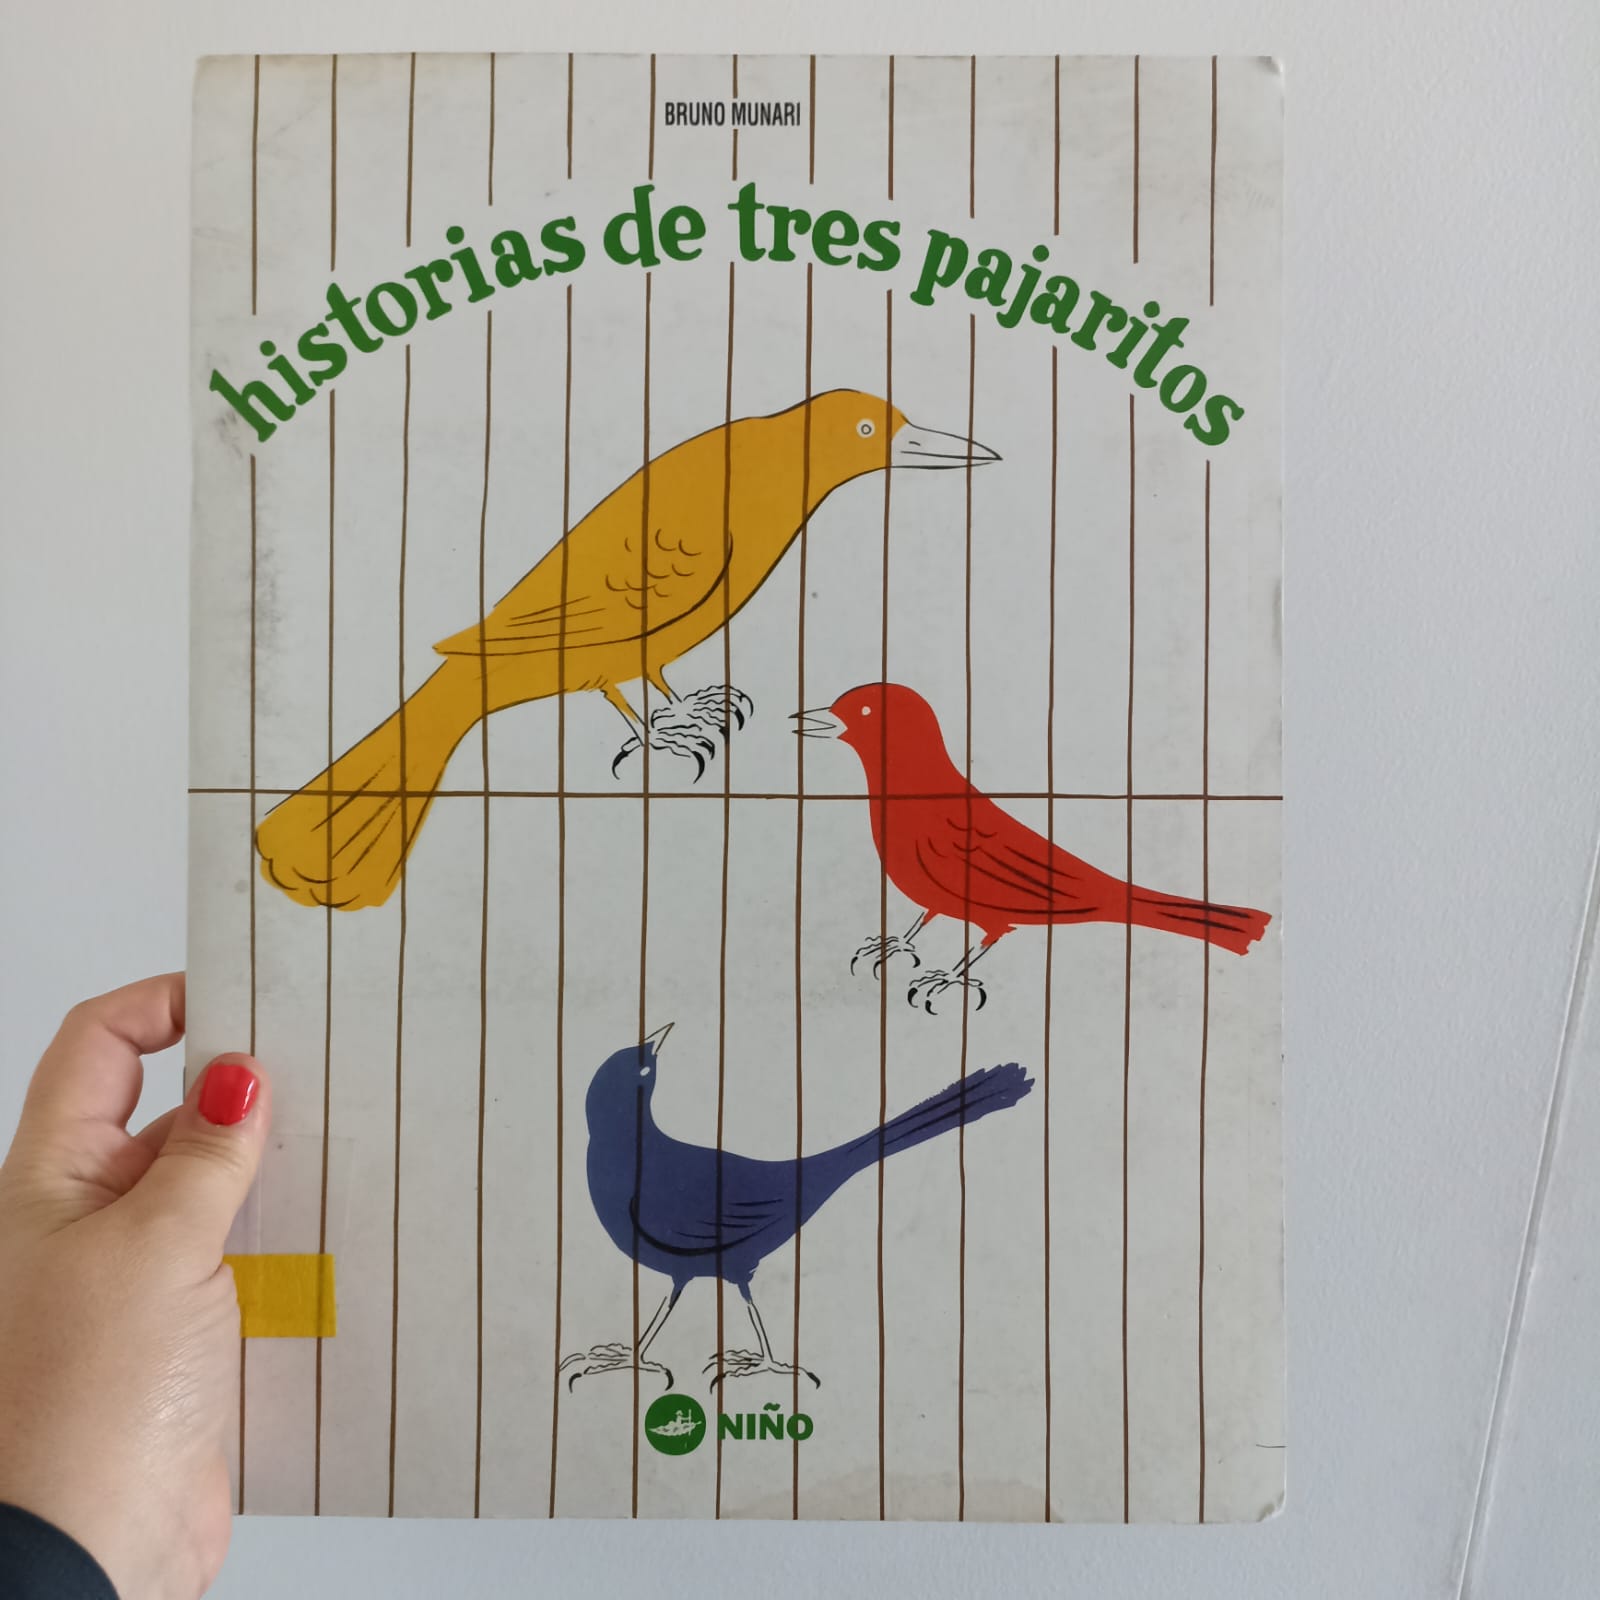 BRUNO MUNARI
historias de tres pajaritos
NIÑO